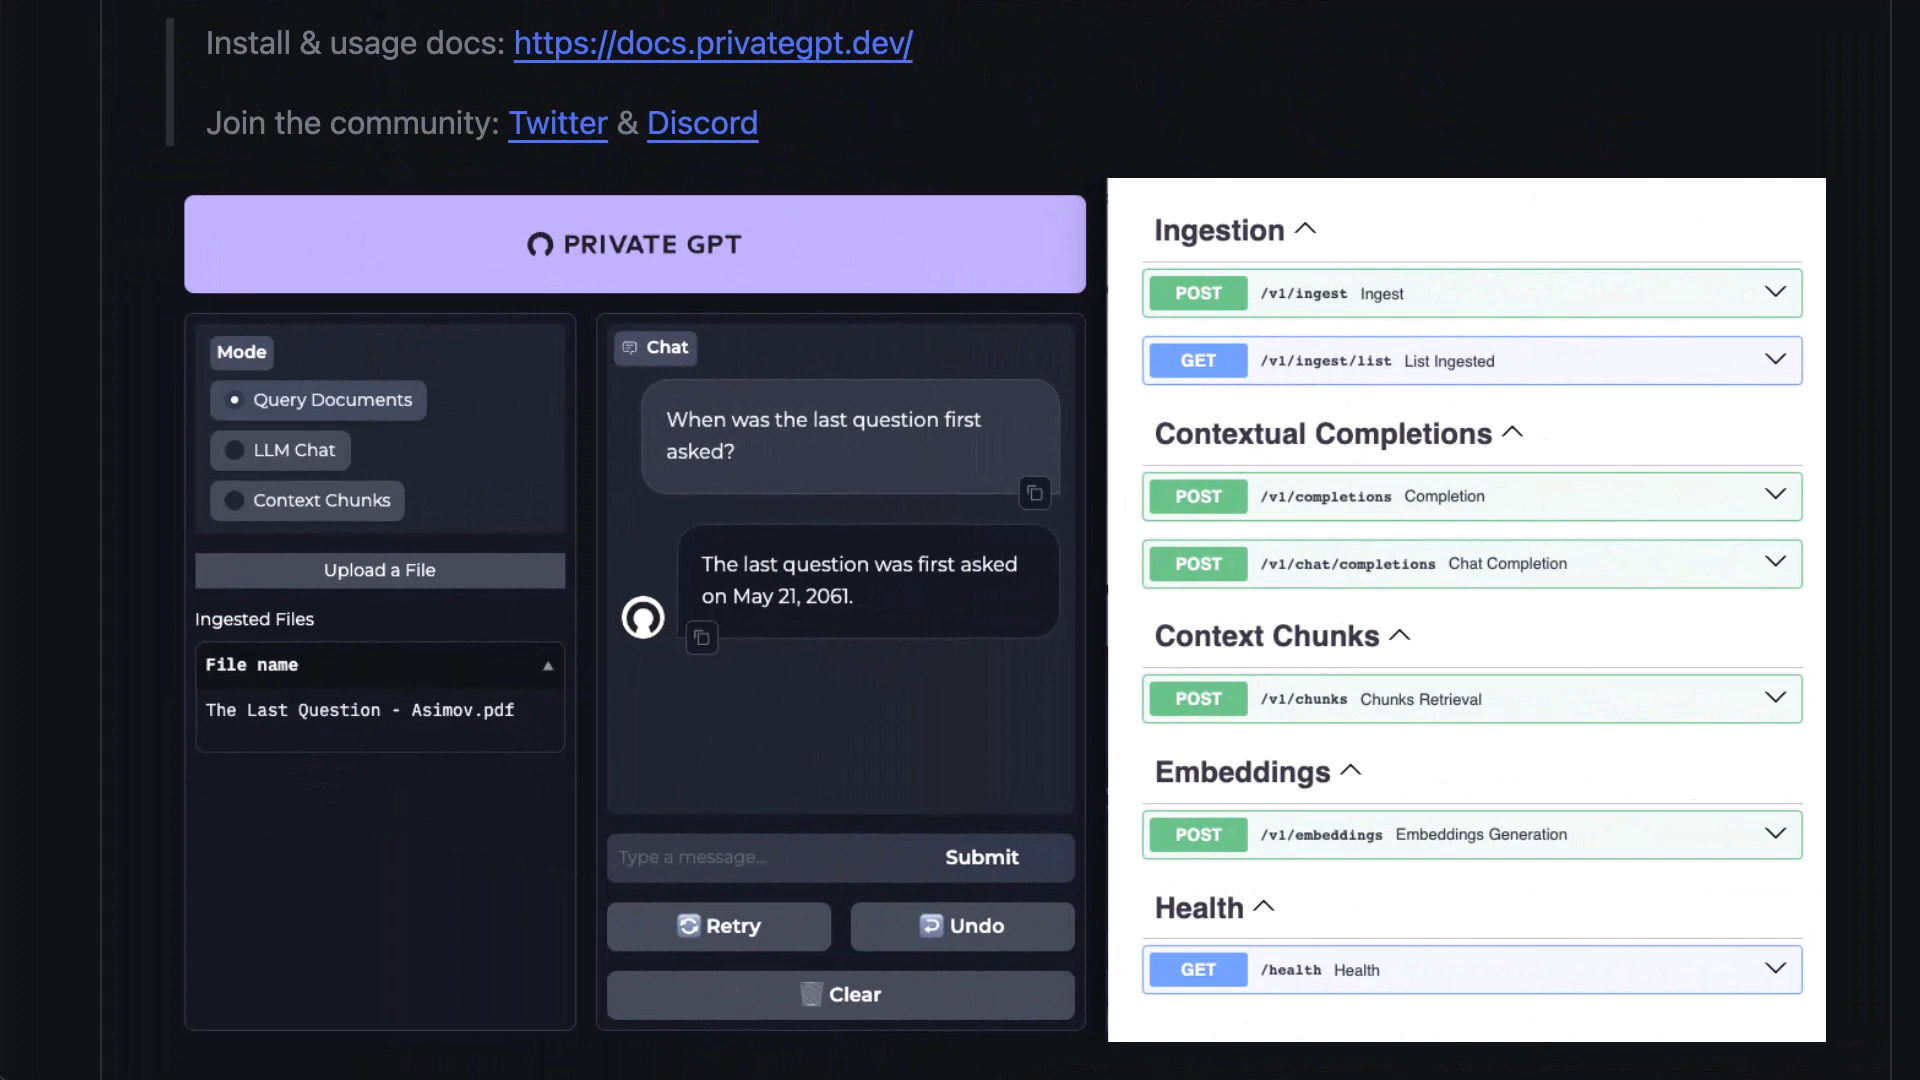 Install & usage docs: https://docs.privategpt.dev/
Join the community: Twitter & Discord
PRIVATE GPT
Mode
Query Documents
LLM Chat
Context Chunks
Upload a File
Ingested Files
File name
The Last Question - Asimov.pdf
Chat
When was the last question first
asked?
The last question was first asked
on May 21, 2061.
Type a message...
Submit
Retry
Undo
Clear
Ingestion
POST /v1/ingest Ingest
GET /v1/ingest/list List Ingested
Contextual Completions
POST /v1/completions Completion
POST /v1/chat/completions Chat Completion
Context Chunks
POST /v1/chunks Chunks Retrieval
Embeddings
POST /v1/embeddings Embeddings Generation
Health
GET /health Health